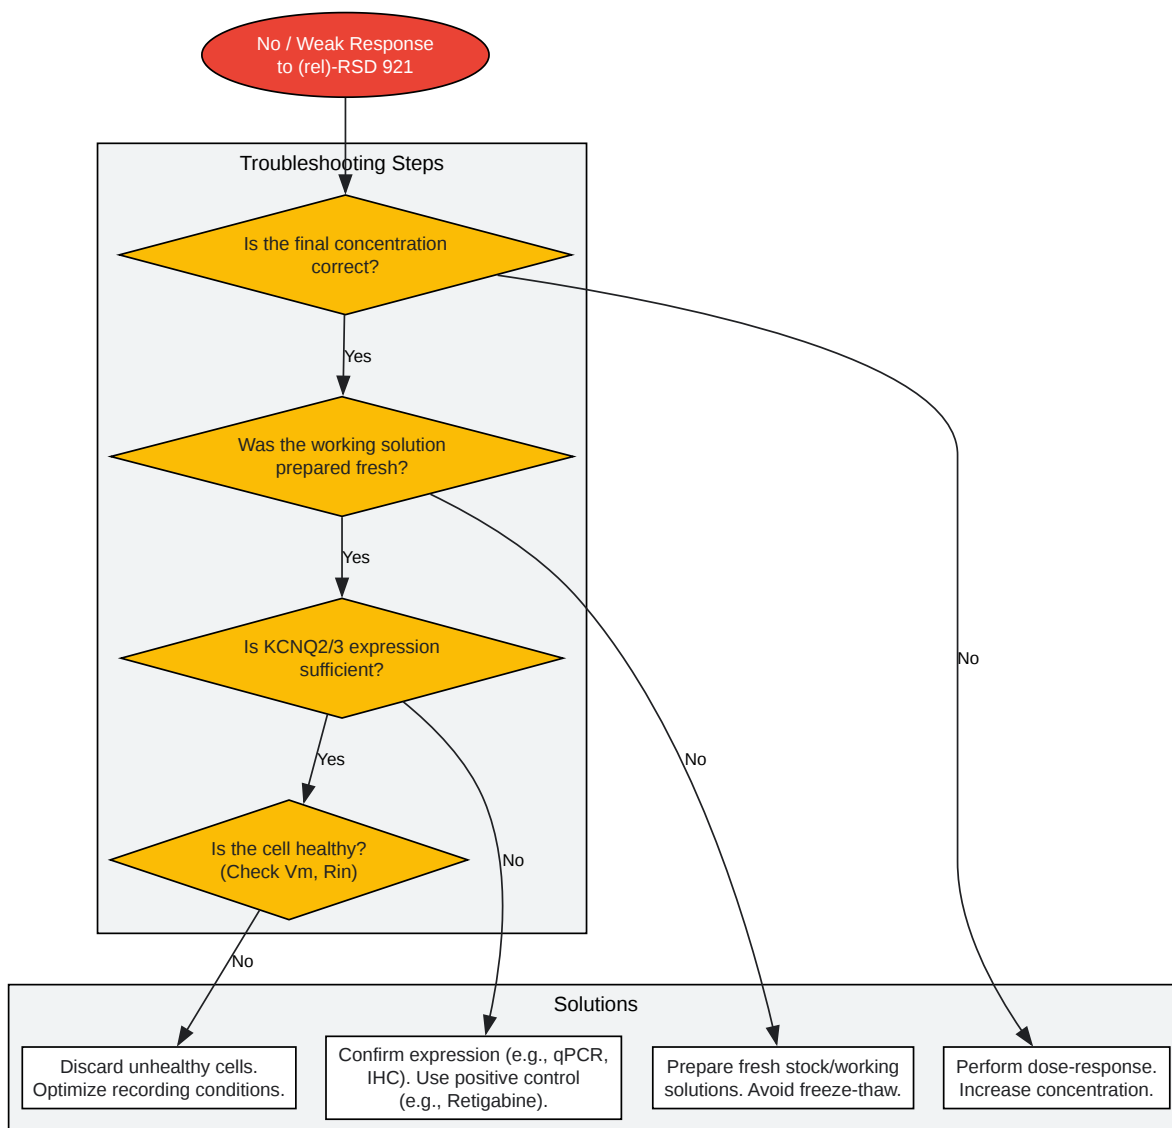 No / Weak Response
to (rel)-RSD 921
Troubleshooting Steps
Is the final concentration
correct?
Yes
Was the working solution
prepared fresh?
Yes
Is KCNQ2/3 expression
sufficient?
No
Yes
No
Is the cell healthy?
(Check Vm, Rin)
No
No
Solutions
Discard unhealthy cells.
Optimize recording conditions.
Confirm expression (e.g., qPCR,
IHC). Use positive control
(e.g., Retigabine).
Prepare fresh stock/working
solutions. Avoid freeze-thaw.
Perform dose-response.
Increase concentration.